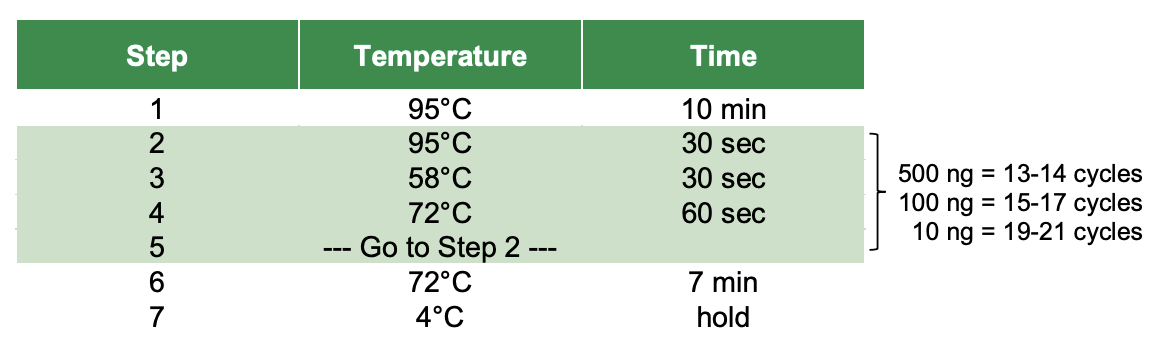 Step Temperature Time
1 95°C 10 min
2 95°C 30 sec
3 58°C 30 sec
4 72°C 60 sec
5 --- Go to Step 2 ---
6 72°C 7 min
7 4°C hold
500 ng = 13-14 cycles
100 ng = 15-17 cycles
10 ng = 19-21 cycles